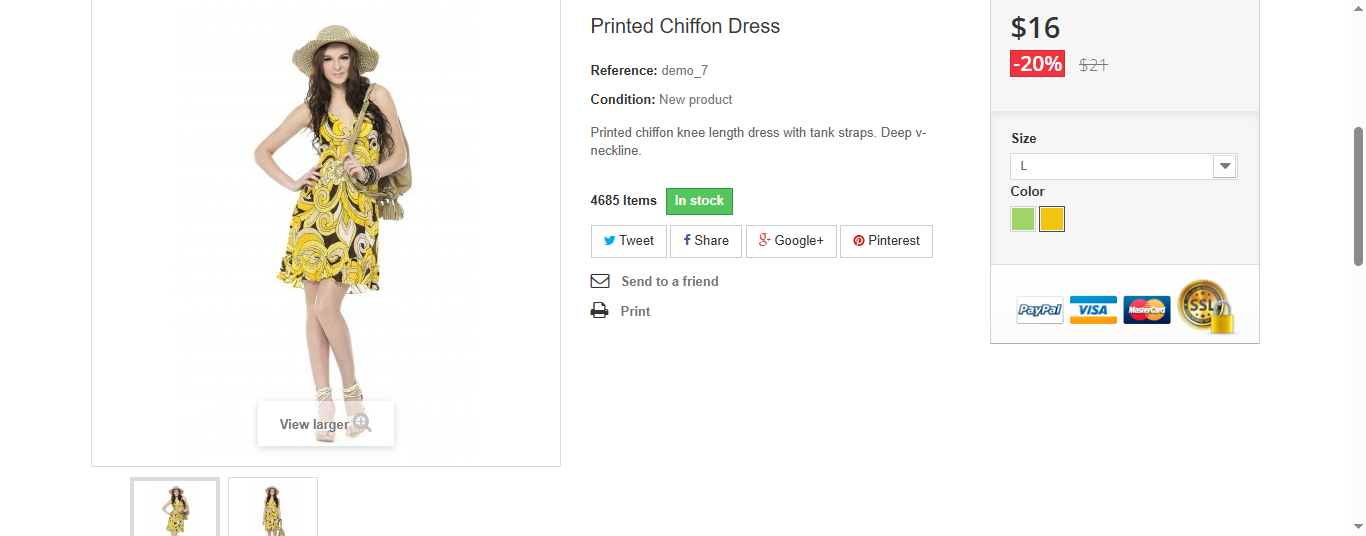 Printed Chiffon Dress
Reference: demo_7
Condition: New product
Printed chiffon knee length dress with tank straps. Deep v-
neckline.
4685 Items In stock
Tweet Share Google+ Pinterest
Send to a friend
Print
View larger
$16
-20% $21
Size
L
Color
PayPal VISA MasterCard SSL